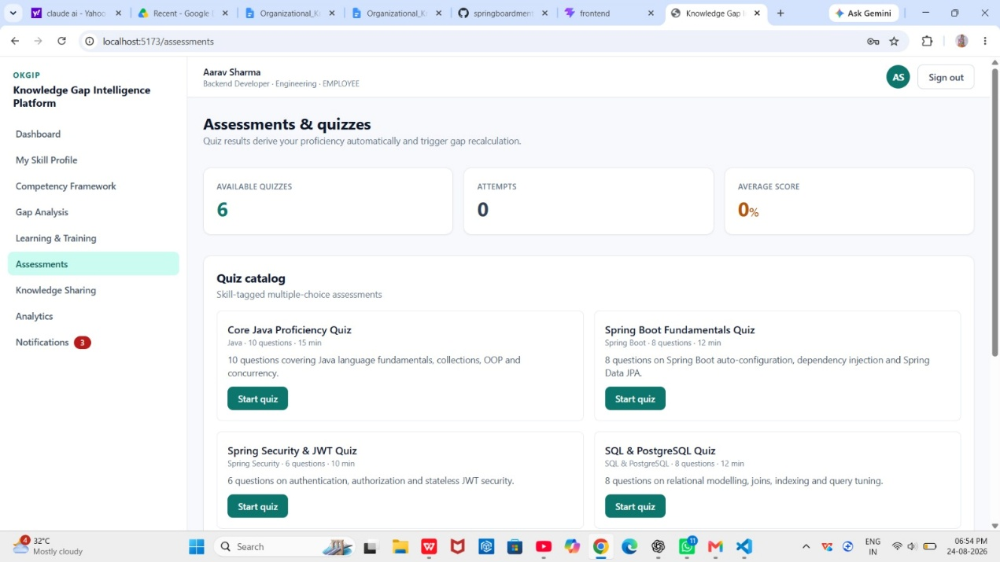 claude ai - Yahoo
Recent - Google
Organizational_K
Organizational_K
springboardment
frontend
Knowledge Gap I
Ask Gemini
localhost:5173/assessments
OKGIP
Knowledge Gap Intelligence
Platform
Dashboard
My Skill Profile
Competency Framework
Gap Analysis
Learning & Training
Assessments
Knowledge Sharing
Analytics
Notifications 3
Aarav Sharma
Backend Developer · Engineering · EMPLOYEE
AS
Sign out
Assessments & quizzes
Quiz results derive your proficiency automatically and trigger gap recalculation.
AVAILABLE QUIZZES
6
ATTEMPTS
0
AVERAGE SCORE
0%
Quiz catalog
Skill-tagged multiple-choice assessments
Core Java Proficiency Quiz
Java · 10 questions · 15 min
10 questions covering Java language fundamentals, collections, OOP and
concurrency.
Start quiz
Spring Boot Fundamentals Quiz
Spring Boot · 8 questions · 12 min
8 questions on Spring Boot auto-configuration, dependency injection and Spring
Data JPA.
Start quiz
Spring Security & JWT Quiz
Spring Security · 6 questions · 10 min
6 questions on authentication, authorization and stateless JWT security.
Start quiz
SQL & PostgreSQL Quiz
SQL & PostgreSQL · 8 questions · 12 min
8 questions on relational modelling, joins, indexing and query tuning.
Start quiz
4
32°C
Mostly cloudy
Search
11
ENG
IN
06:54 PM
24-08-2026